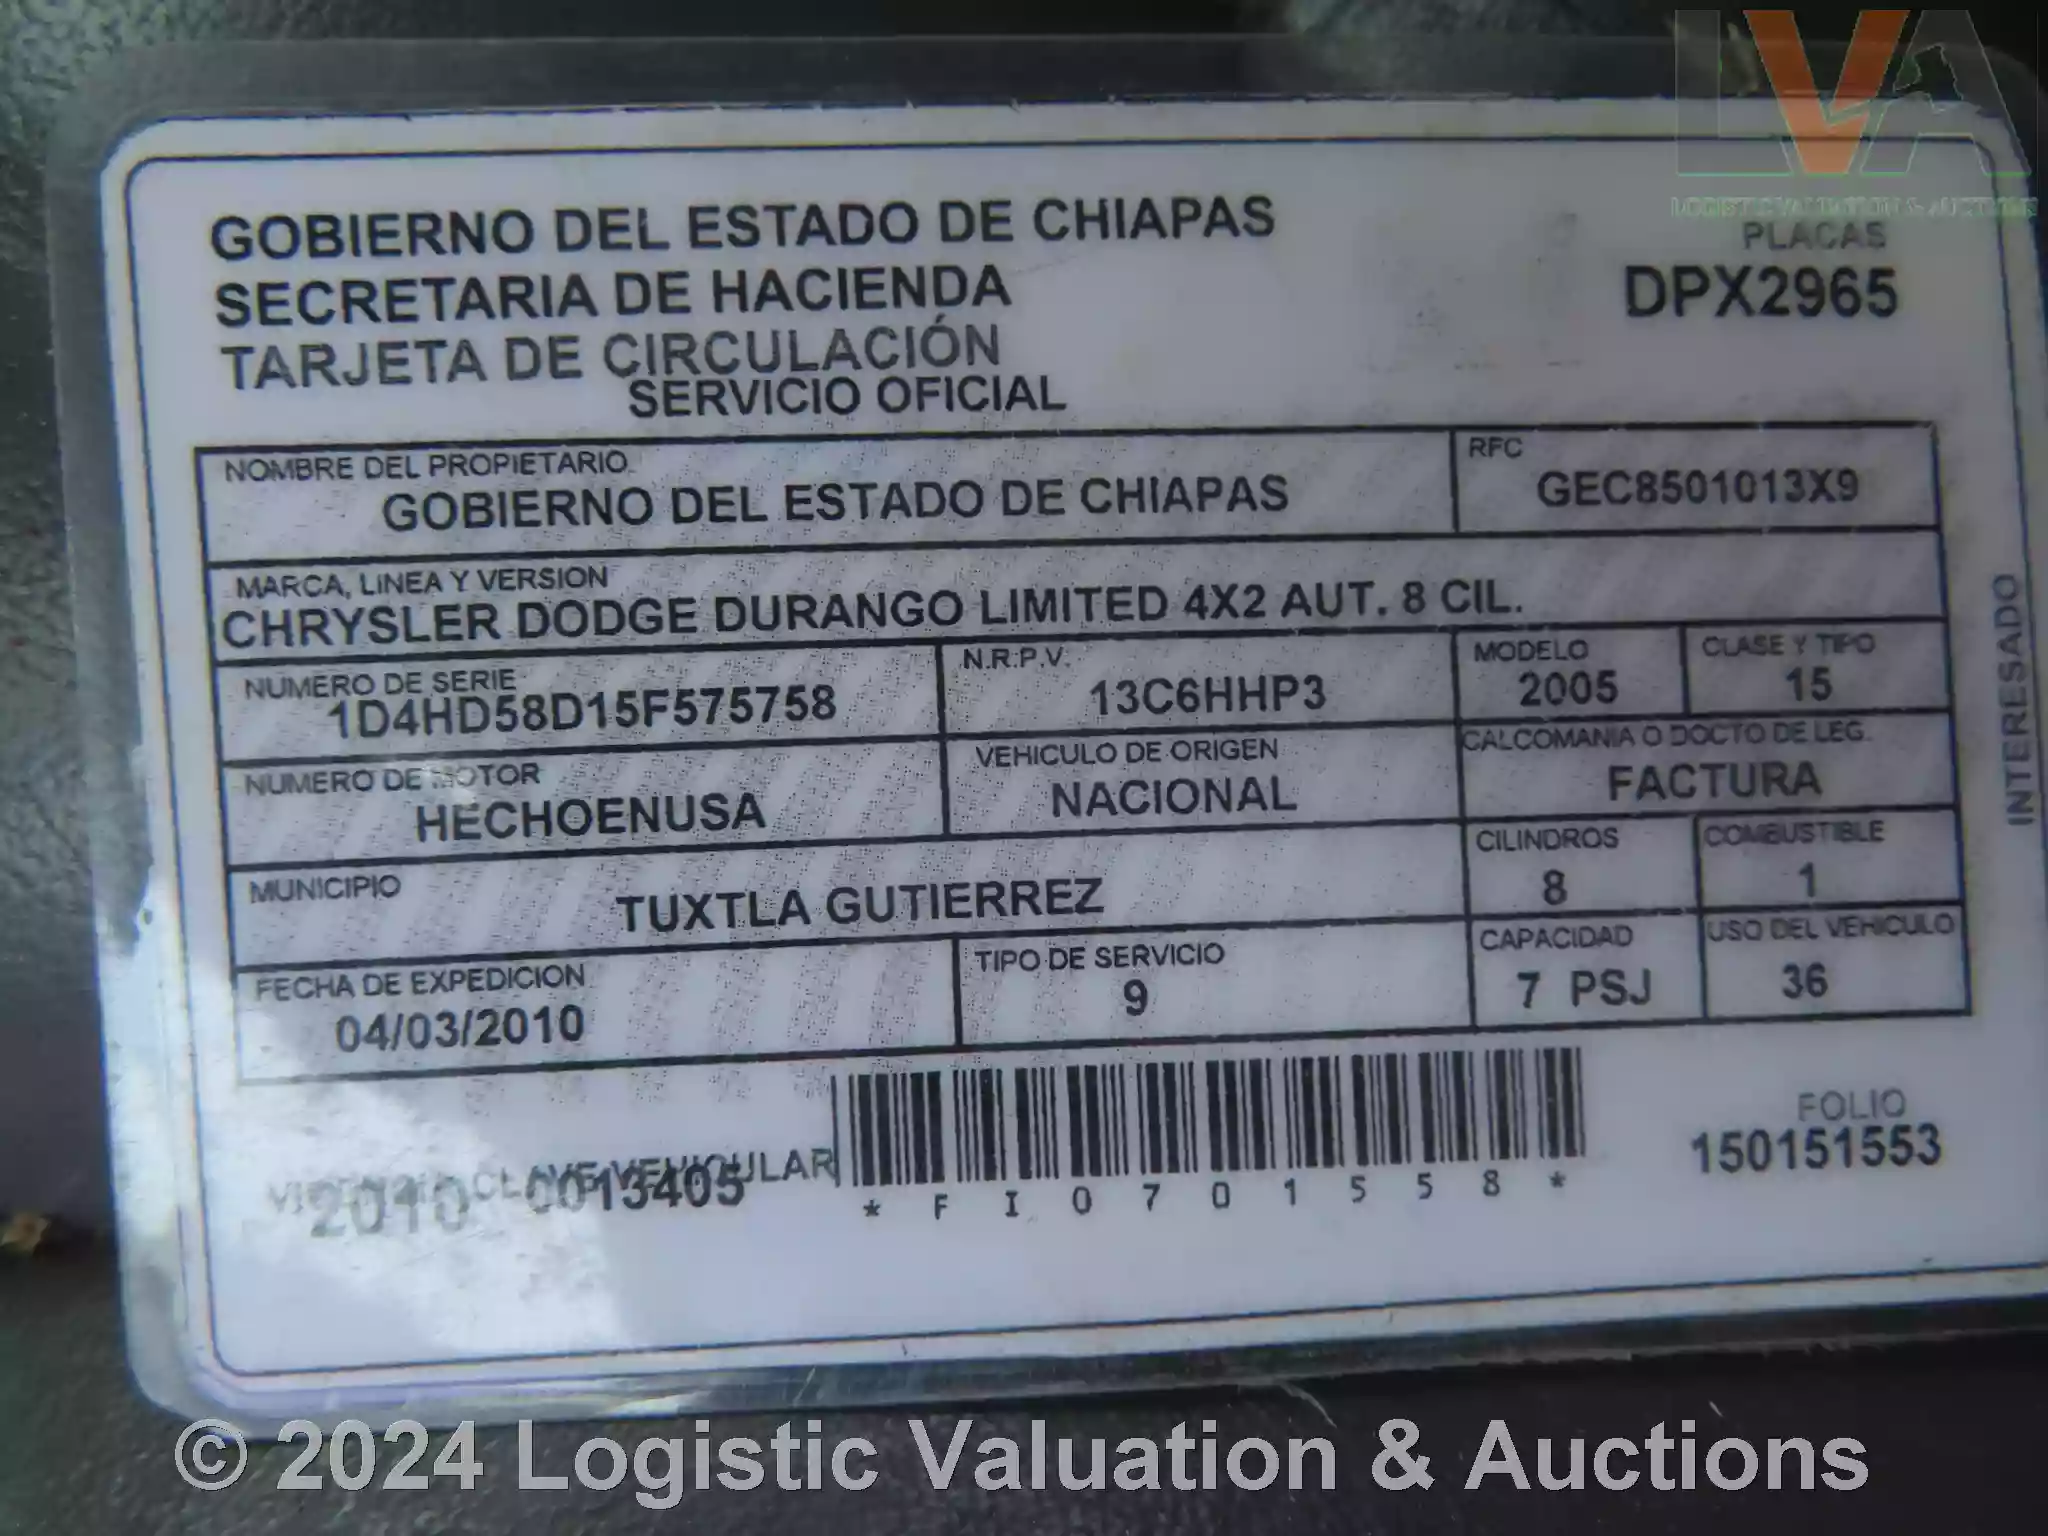 LVA
LOGISTIC VALUATION & AUCTIONS
GOBIERNO DEL ESTADO DE CHIAPAS
SECRETARIA DE HACIENDA
TARJETA DE CIRCULACIÓN
SERVICIO OFICIAL
PLACAS
DPX2965
NOMBRE DEL PROPIETARIO
GOBIERNO DEL ESTADO DE CHIAPAS
RFC
GEC8501013X9
MARCA, LINEA Y VERSION
CHRYSLER DODGE DURANGO LIMITED 4X2 AUT. 8 CIL.
NUMERO DE SERIE
1D4HD58D15F575758
N.R.P.V.
13C6HHP3
MODELO
2005
CLASE Y TIPO
15
NUMERO DE MOTOR
HECHOENUSA
VEHICULO DE ORIGEN
NACIONAL
CALCOMANIA O DOCTO DE LEG.
FACTURA
MUNICIPIO
TUXTLA GUTIERREZ
CILINDROS
8
COMBUSTIBLE
1
FECHA DE EXPEDICION
04/03/2010
TIPO DE SERVICIO
9
CAPACIDAD
7 PSJ
USO DEL VEHICULO
36
CLAVE VEHICULAR
2010 0013405
*FI0701558*
FOLIO
150151553
INTERESADO
© 2024 Logistic Valuation & Auctions